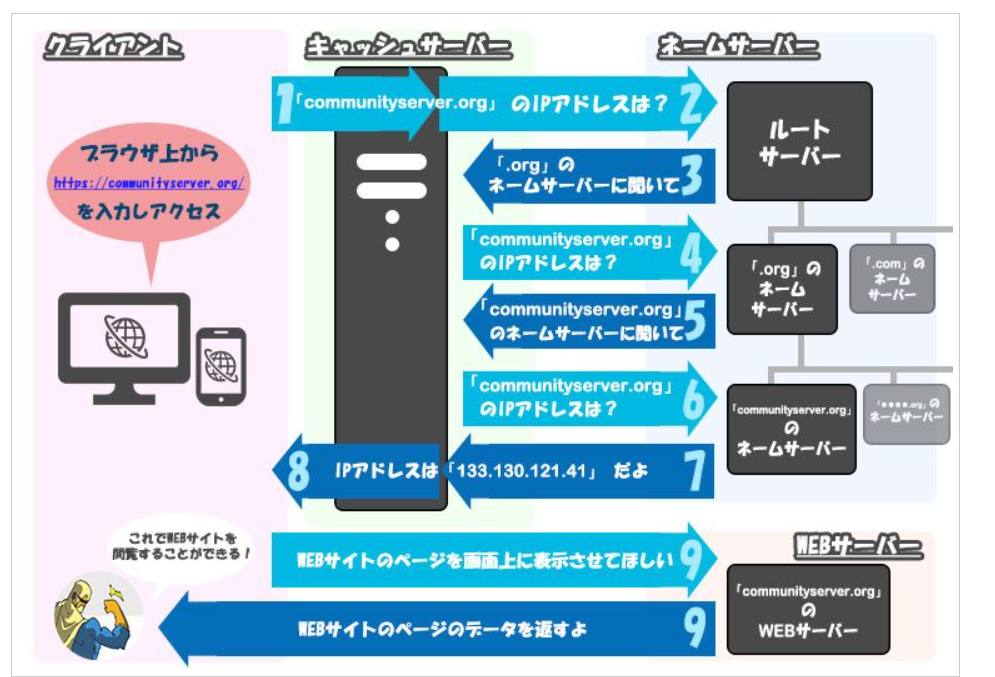 クライアント
キャッシュサーバー
ネームサーバー
1
「communityserver.org」 のIPアドレスは?
2
ルート
サーバー
ブラウザ上から
https://communityserver.org/
を入力しアクセス
「.org」の
ネームサーバーに聞いて
3
「communityserver.org」
のIPアドレスは?
4
「.org」の
ネーム
サーバー
「.com」の
ネーム
サーバー
「communityserver.org」
のネームサーバーに聞いて
5
「communityserver.org」
のIPアドレスは?
6
「communityserver.org」
の
ネームサーバー
「●●●●.org」の
ネームサーバー
8
IPアドレスは「133.130.121.41」 だよ
7
これでWEBサイトを
閲覧することができる!
WEBサイトのページを画面上に表示させてほしい
9
WEBサーバー
「communityserver.org」
の
WEBサーバー
WEBサイトのページのデータを返すよ
9